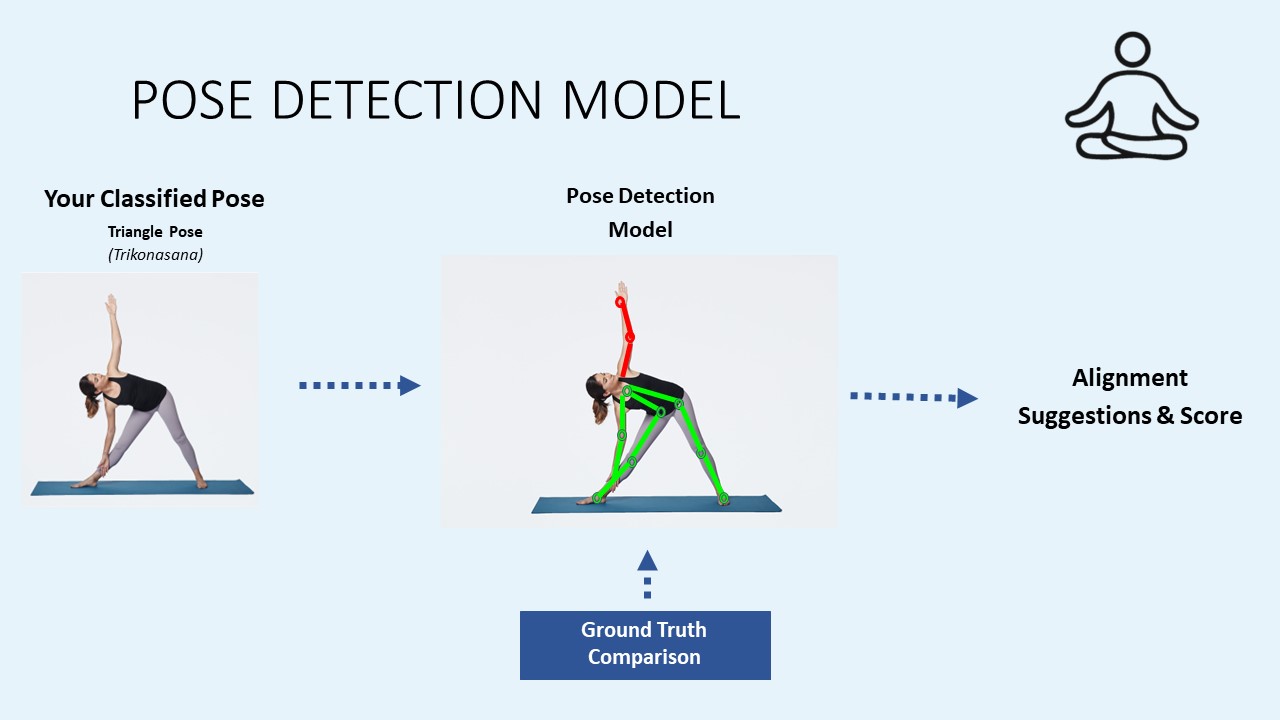 POSE DETECTION MODEL
Your Classified Pose
Triangle Pose
(Trikonasana)
Pose Detection
Model
Alignment
Suggestions & Score
Ground Truth
Comparison